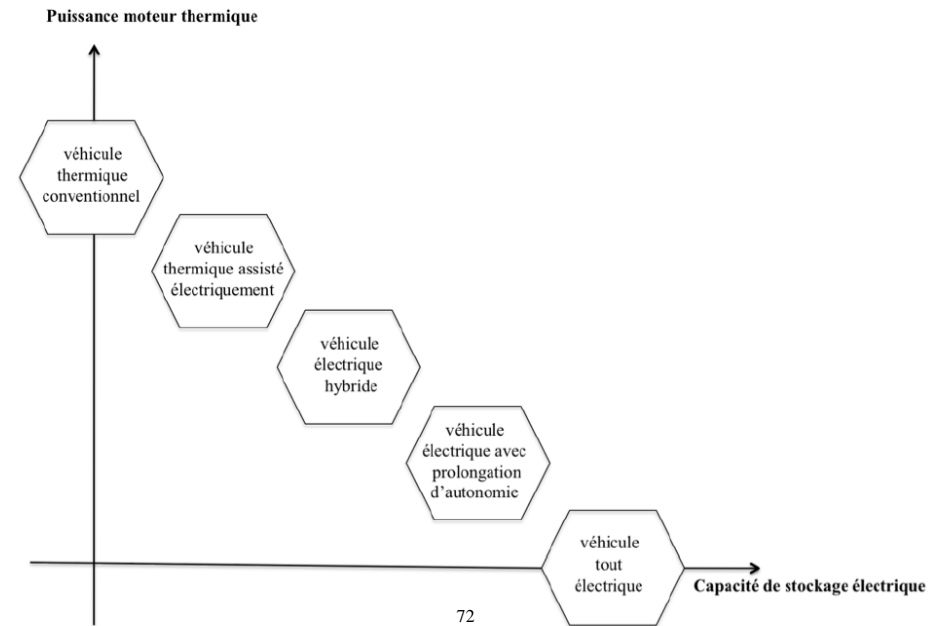 Puissance moteur thermique
véhicule
thermique
conventionnel
véhicule
thermique assisté
électriquement
véhicule
électrique
hybride
véhicule
électrique avec
prolongation
d'autonomie
véhicule
tout
électrique
Capacité de stockage électrique
72